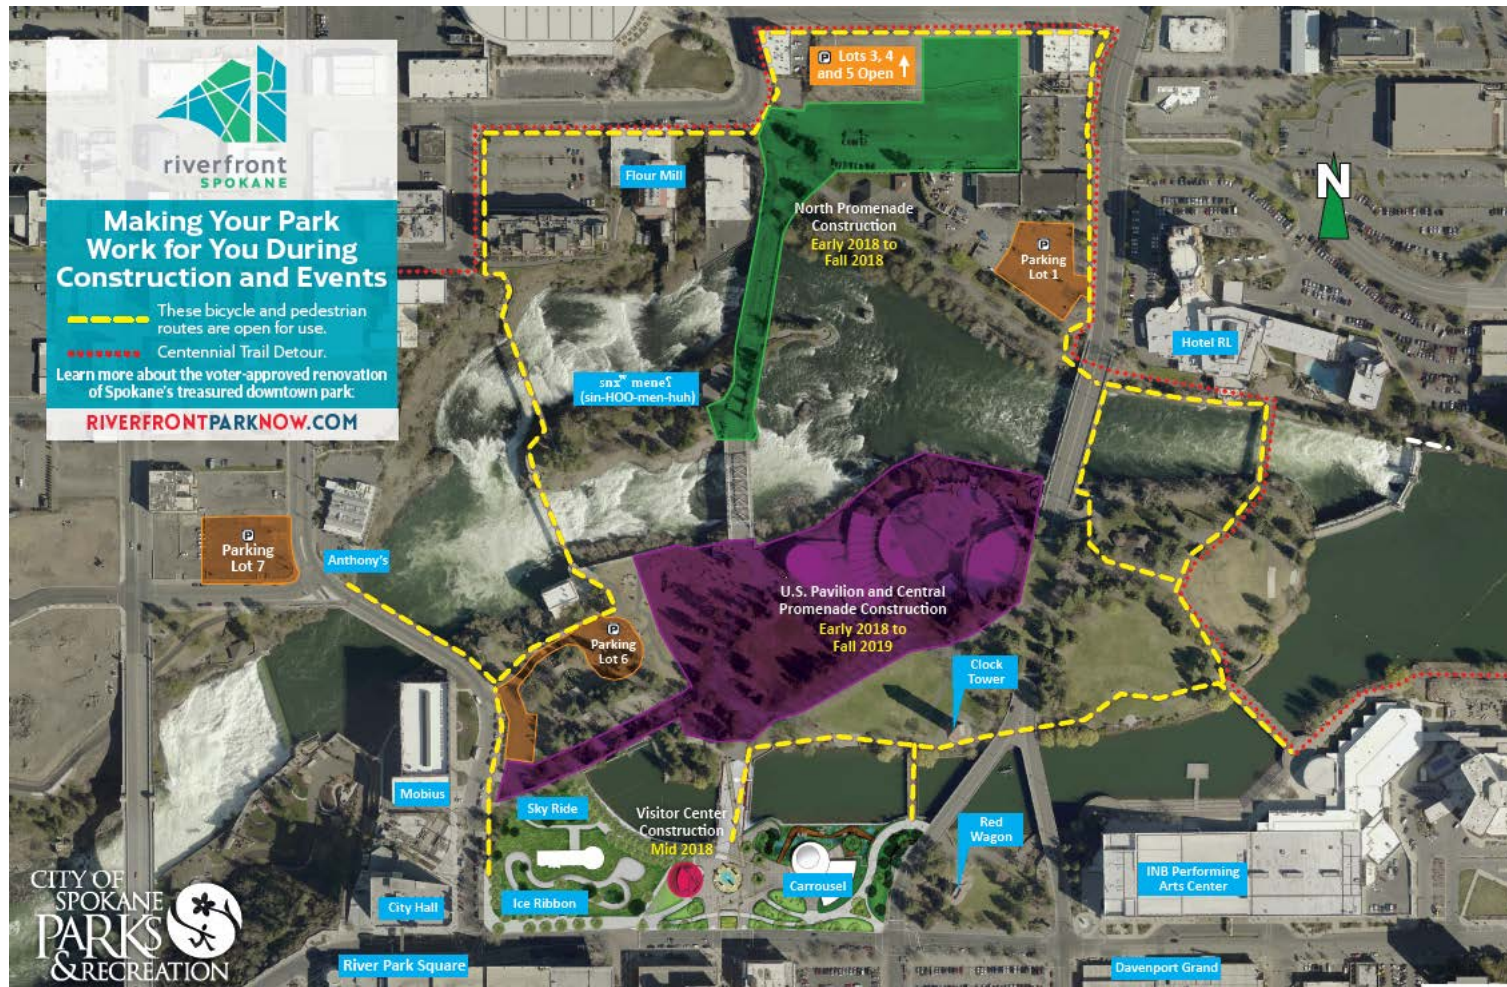 riverfront
SPOKANE
Making Your Park
Work for You During
Construction and Events
These bicycle and pedestrian
routes are open for use.
Centennial Trail Detour.
Learn more about the voter-approved renovation
of Spokane's treasured downtown park:
RIVERFRONTPARKNOW.COM
P Lots 3, 4
and 5 Open
Flour Mill
North Promenade
Construction
Early 2018 to
Fall 2018
P
Parking
Lot 1
N
Hotel RL
snxʷ meneʕ
(sin-HOO-men-huh)
P
Parking
Lot 7
Anthony's
U.S. Pavilion and Central
Promenade Construction
Early 2018 to
Fall 2019
P
Parking
Lot 6
Clock
Tower
Mobius
Sky Ride
Visitor Center
Construction
Mid 2018
Red
Wagon
Carrousel
INB Performing
Arts Center
Ice Ribbon
City Hall
River Park Square
Davenport Grand
CITY OF
SPOKANE
PARKS
&RECREATION